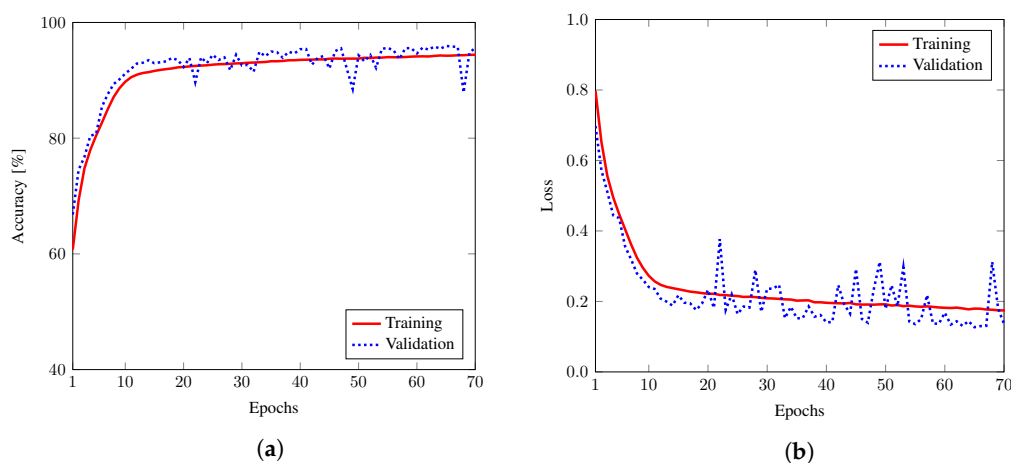 100
80
60
40
Accuracy [%]
Training
Validation
1 10 20 30 40 50 60 70
Epochs
(a)
1.0
0.8
0.6
0.4
0.2
0.0
Loss
Training
Validation
1 10 20 30 40 50 60 70
Epochs
(b)